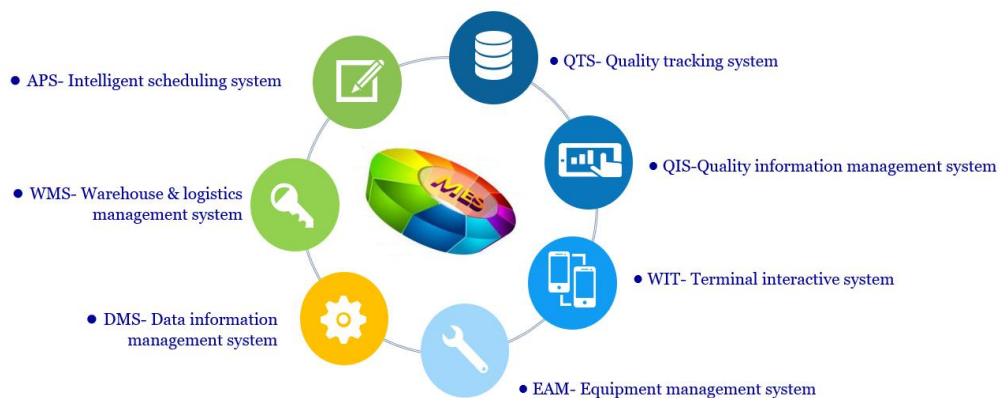 QTS- Quality tracking system
APS- Intelligent scheduling system
QIS-Quality information management system
MES
WMS- Warehouse & logistics
management system
WIT- Terminal interactive system
DMS- Data information
management system
EAM- Equipment management system